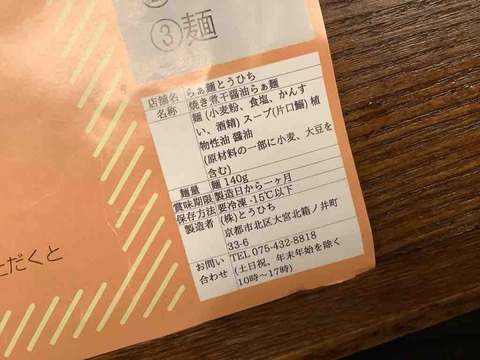 ③麺
店舗名 らぁ麺とうひち
名称 焼き煮干醤油らぁ麺
麺(小麦粉、食塩、かんす
い、酒精) スープ(片口鰯) 植
物性油 醤油
(原材料の一部に小麦、大豆を
含む)
麺量 麺 140g
賞味期限 製造日から一ヶ月
保存方法 要冷凍 -15℃以下
製造者 (株)とうひち
京都市北区大宮北箱ノ井町
33-6
お問い TEL 075-432-8818
合わせ (土日祝、年末年始を除く
10時〜17時)
ただくと